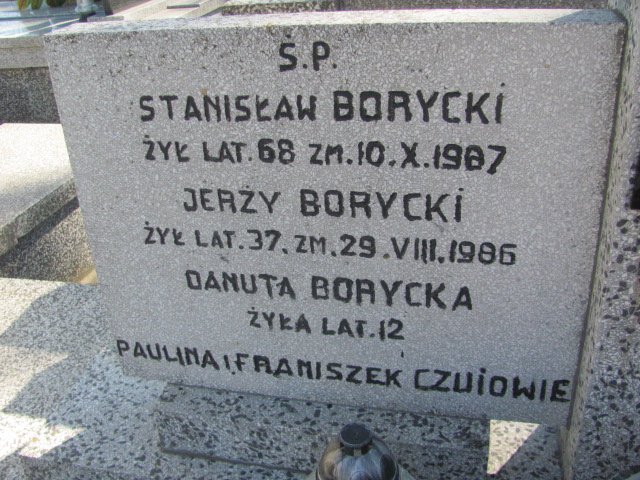 Ś.P.
STANISŁAW BORYCKI
ŻYŁ LAT. 68 ZM.10.X.1987
JERZY BORYCKI
ŻYŁ LAT. 37. ZM. 29. VIII. 1986
DANUTA BORYCKA
ŻYŁA LAT. 12
PAULINA I. FRANISZEK CZUIOWIE